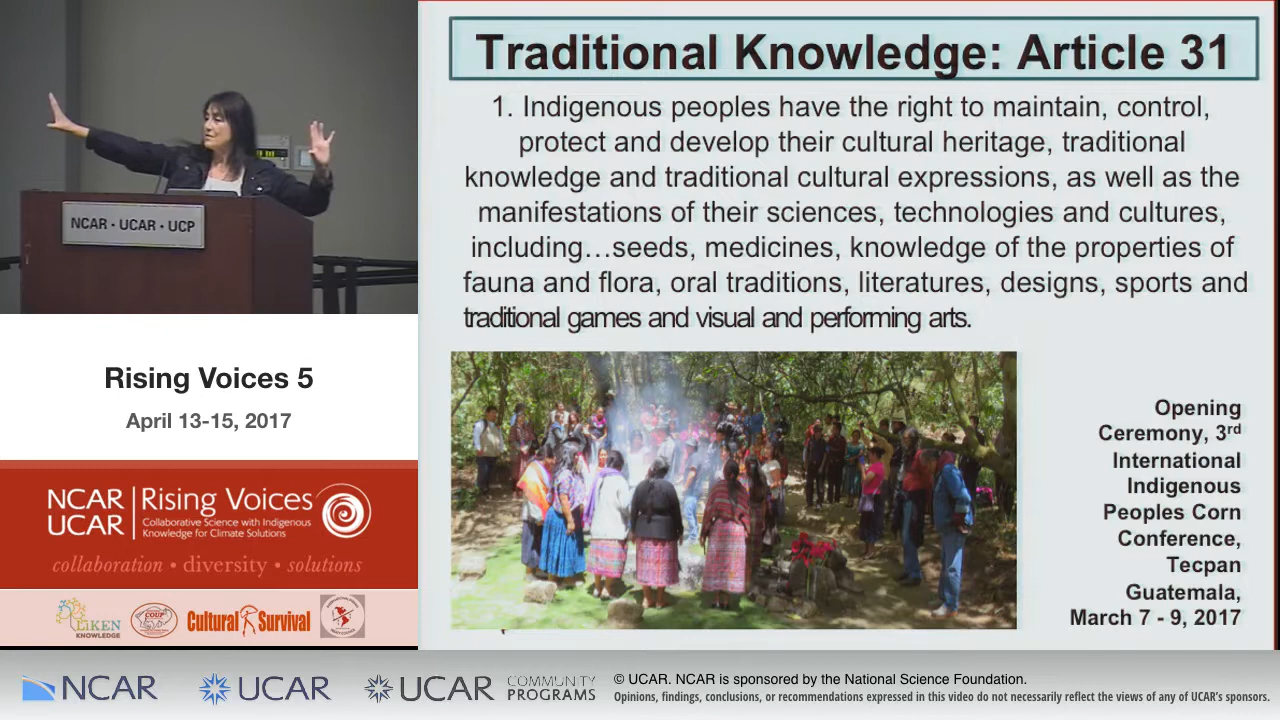 NCAR • UCAR • UCP
Rising Voices 5
April 13-15, 2017
NCAR
UCAR
Rising Voices
Collaborative Science with Indigenous
Knowledge for Climate Solutions
collaboration • diversity • solutions
LiKEN
KNOWLEDGE
COUP
Cultural Survival
Traditional Knowledge: Article 31
1. Indigenous peoples have the right to maintain, control,
protect and develop their cultural heritage, traditional
knowledge and traditional cultural expressions, as well as the
manifestations of their sciences, technologies and cultures,
including…seeds, medicines, knowledge of the properties of
fauna and flora, oral traditions, literatures, designs, sports and
traditional games and visual and performing arts.
Opening
Ceremony, 3rd
International
Indigenous
Peoples Corn
Conference,
Tecpan
Guatemala,
March 7 - 9, 2017
NCAR
UCAR
UCAR
COMMUNITY
PROGRAMS
© UCAR. NCAR is sponsored by the National Science Foundation.
Opinions, findings, conclusions, or recommendations expressed in this video do not necessarily reflect the views of any of UCAR's sponsors.